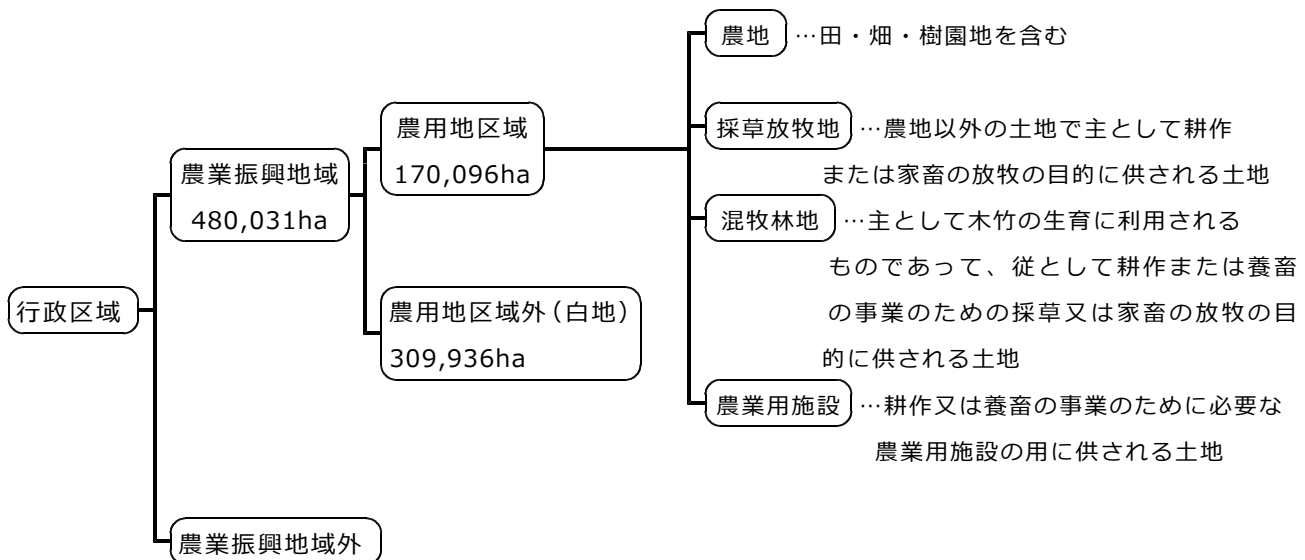 行政区域
農業振興地域
480,031ha
農業振興地域外
農用地区域
170,096ha
農用地区域外(白地)
309,936ha
農地 …田・畑・樹園地を含む
採草放牧地 …農地以外の土地で主として耕作
または家畜の放牧の目的に供される土地
混牧林地 …主として木竹の生育に利用される
ものであって、従として耕作または養畜
の事業のための採草又は家畜の放牧の目
的に供される土地
農業用施設 …耕作又は養畜の事業のために必要な
農業用施設の用に供される土地